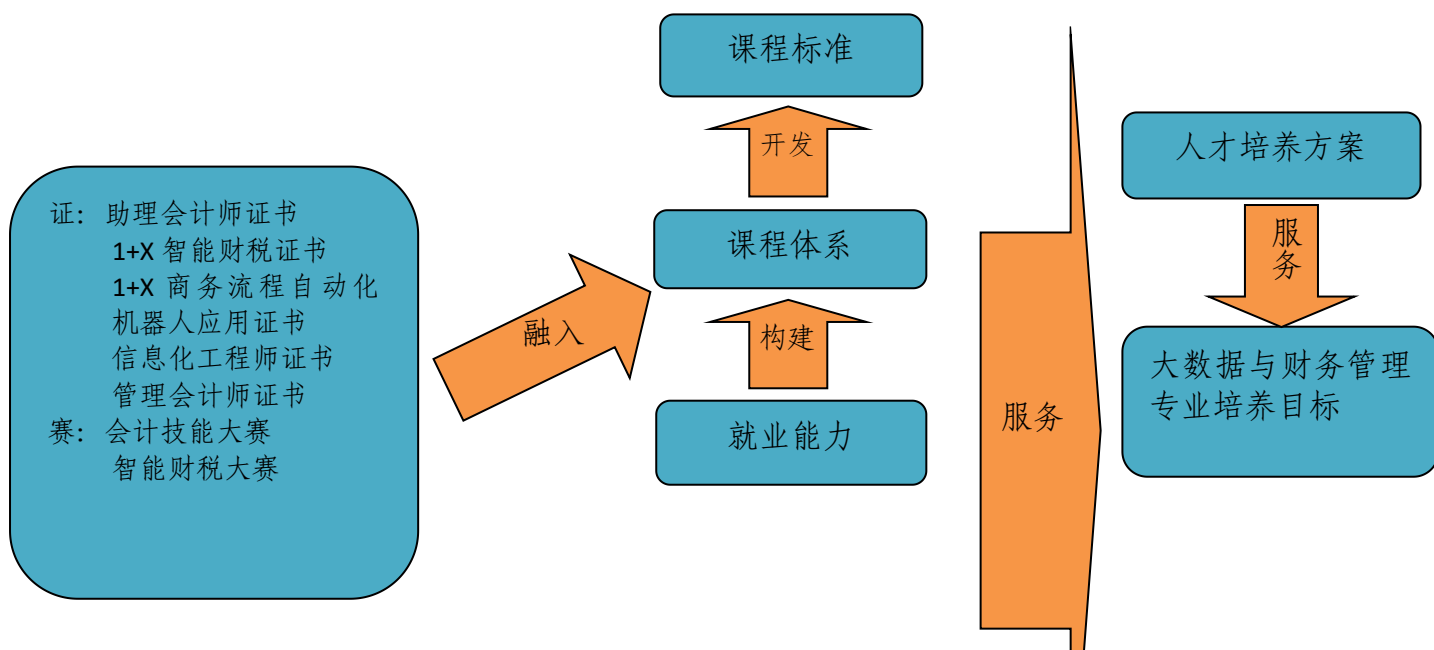 证：助理会计师证书
1+X 智能财税证书
1+X 商务流程自动化
机器人应用证书
信息化工程师证书
管理会计师证书
赛：会计技能大赛
智能财税大赛
融入
课程标准
开发
课程体系
构建
就业能力
服务
人才培养方案
服
务
大数据与财务管理
专业培养目标